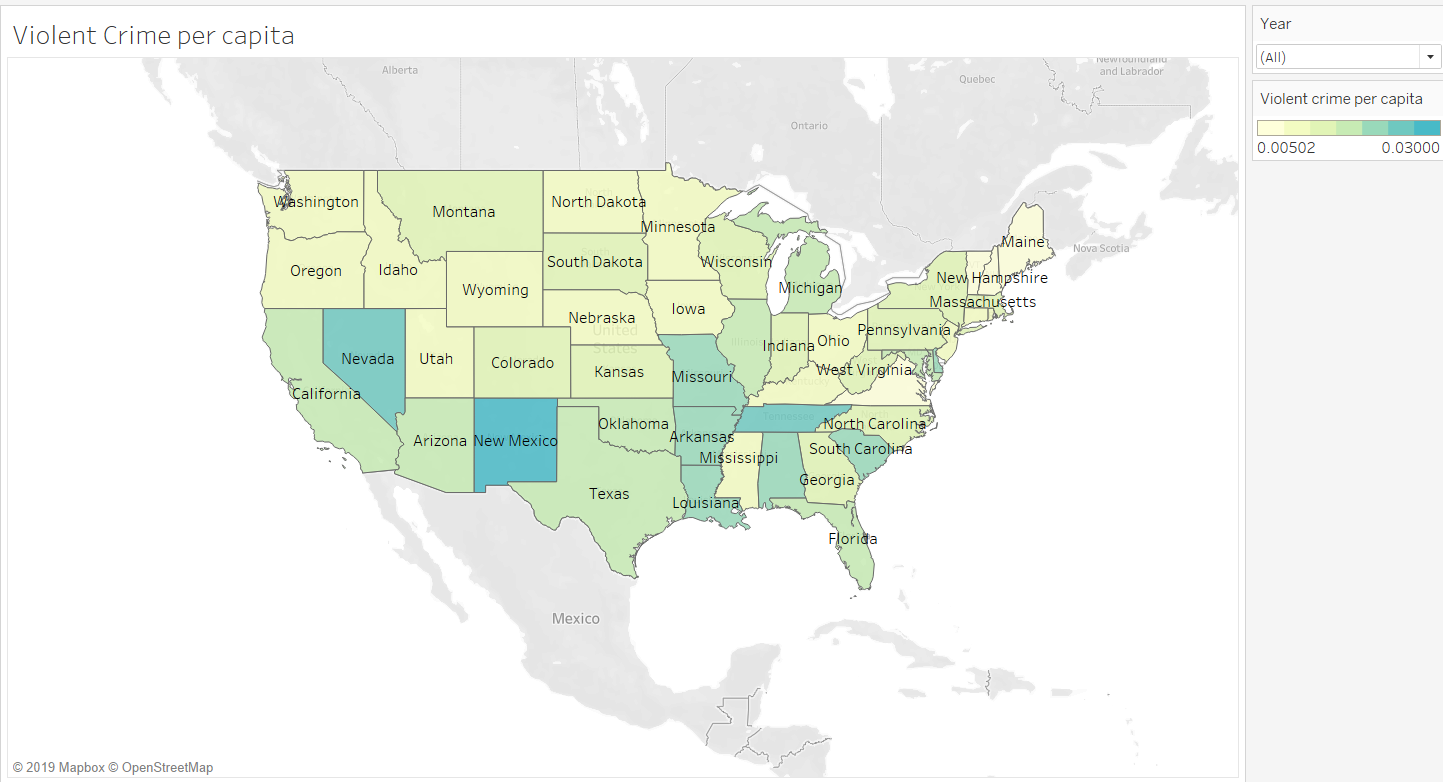 Violent Crime per capita
Year
(All)
Violent crime per capita
0.00502 0.03000
Alberta
Ontario
Quebec
Newfoundland
and Labrador
Nova Scotia
Washington
Montana
North Dakota
Minnesota
Maine
Oregon
Idaho
South Dakota
Wisconsin
New Hampshire
Wyoming
Michigan
Massachusetts
Nebraska
Iowa
United
States
Pennsylvania
Nevada
Utah
Colorado
Kansas
Missouri
Illinois
Indiana
Ohio
West Virginia
California
Arizona
New Mexico
Oklahoma
Arkansas
Tennessee
North Carolina
South Carolina
Mississippi
Georgia
Texas
Louisiana
Florida
Mexico
© 2019 Mapbox © OpenStreetMap